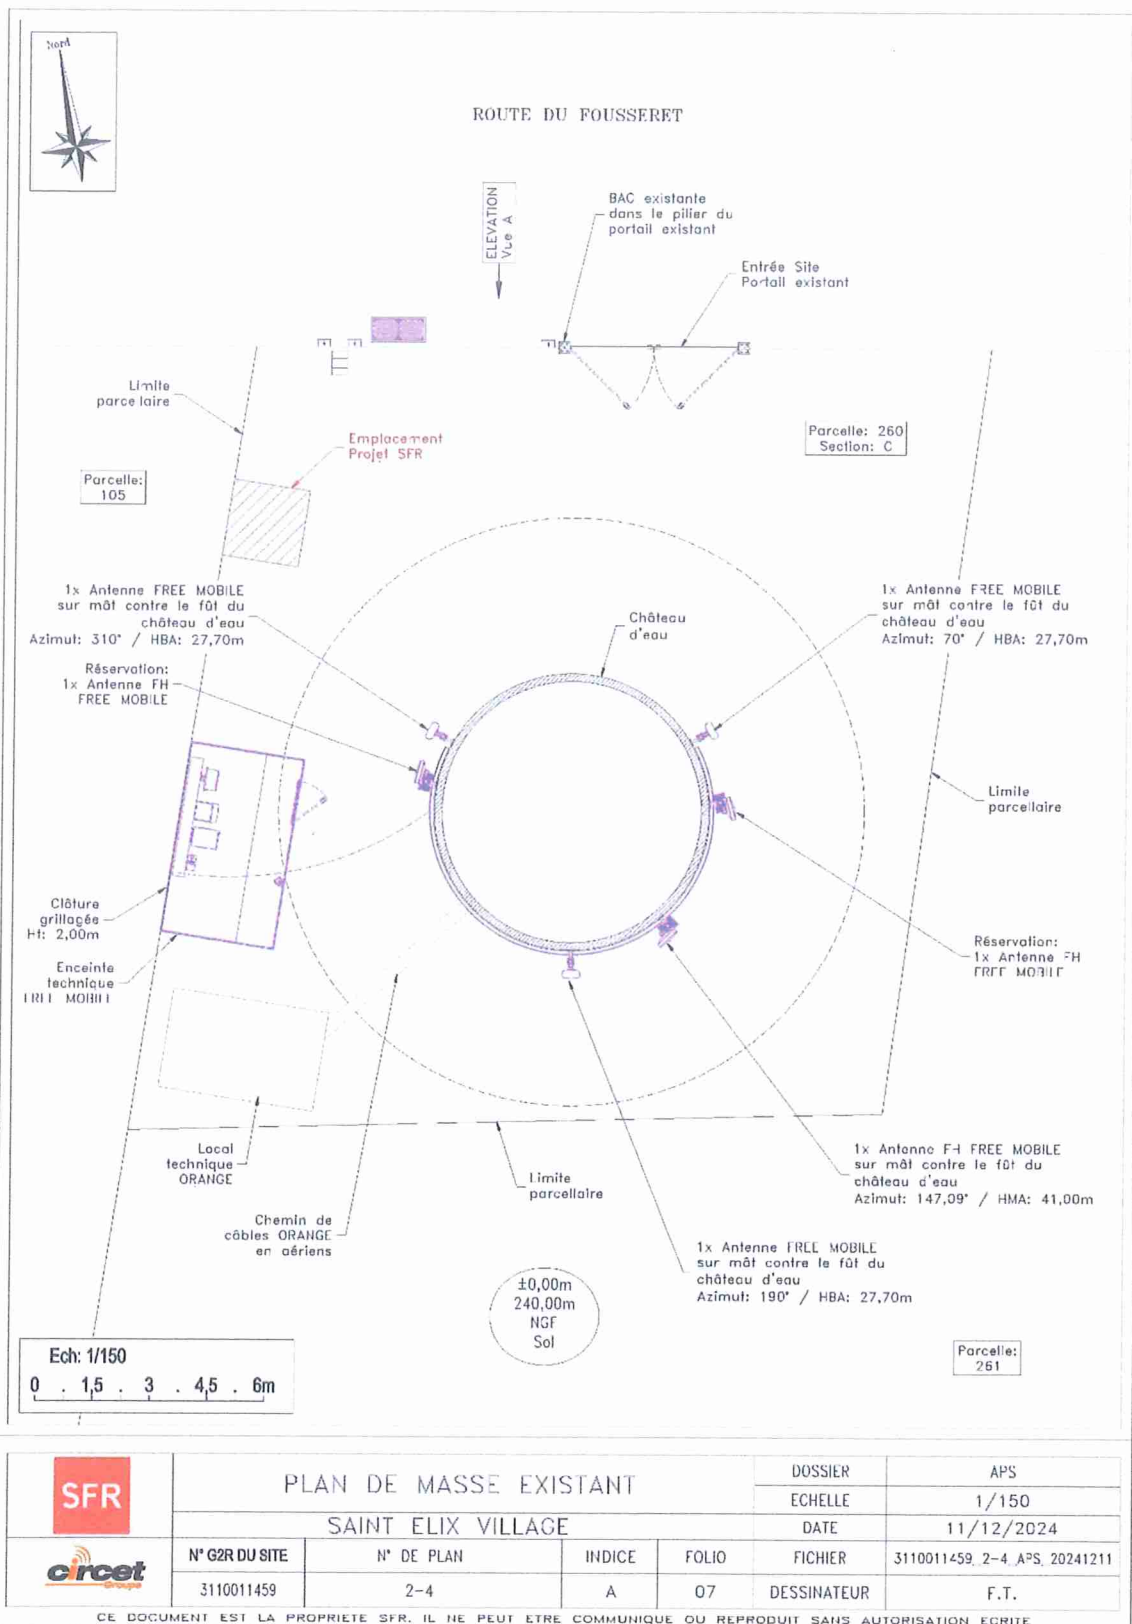 Nord
ROUTE DU FOUSSERET
ELEVATION
Vue A
BAC existante
dans le pilier du
portail existant
Entrée Site
Portail existant
Limite
parcellaire
Emplacement
Projet SFR
Parcelle: 260
Section: C
Parcelle:
105
1x Antenne FREE MOBILE
sur mât contre le fût du
château d'eau
Azimut: 310° / HBA: 27,70m
Château
d'eau
1x Antenne FREE MOBILE
sur mât contre le fût du
château d'eau
Azimut: 70° / HBA: 27,70m
Réservation:
1x Antenne FH
FREE MOBILE
Limite
parcellaire
Clôture
grillagée
Ht: 2,00m
Enceinte
technique
FREE MOBILE
Réservation:
1x Antenne FH
FREE MOBILE
Local
technique
ORANGE
Limite
parcellaire
1x Antenne FH FREE MOBILE
sur mât contre le fût du
château d'eau
Azimut: 147,09° / HMA: 41,00m
Chemin de
câbles ORANGE
en aériens
1x Antenne FREE MOBILE
sur mât contre le fût du
château d'eau
Azimut: 190° / HBA: 27,70m
±0,00m
240,00m
NGF
Sol
Parcelle:
261
Ech: 1/150
0 . 1,5 . 3 . 4,5 . 6m
SFR
PLAN DE MASSE EXISTANT
DOSSIER APS
ECHELLE 1/150
SAINT ELIX VILLAGE
DATE 11/12/2024
circet
Groupe
N° G2R DU SITE N° DE PLAN INDICE FOLIO FICHIER 3110011459_2-4_APS_20241211
3110011459 2-4 A 07 DESSINATEUR F.T.
CE DOCUMENT EST LA PROPRIETE SFR. IL NE PEUT ETRE COMMUNIQUE OU REPRODUIT SANS AUTORISATION ECRITE